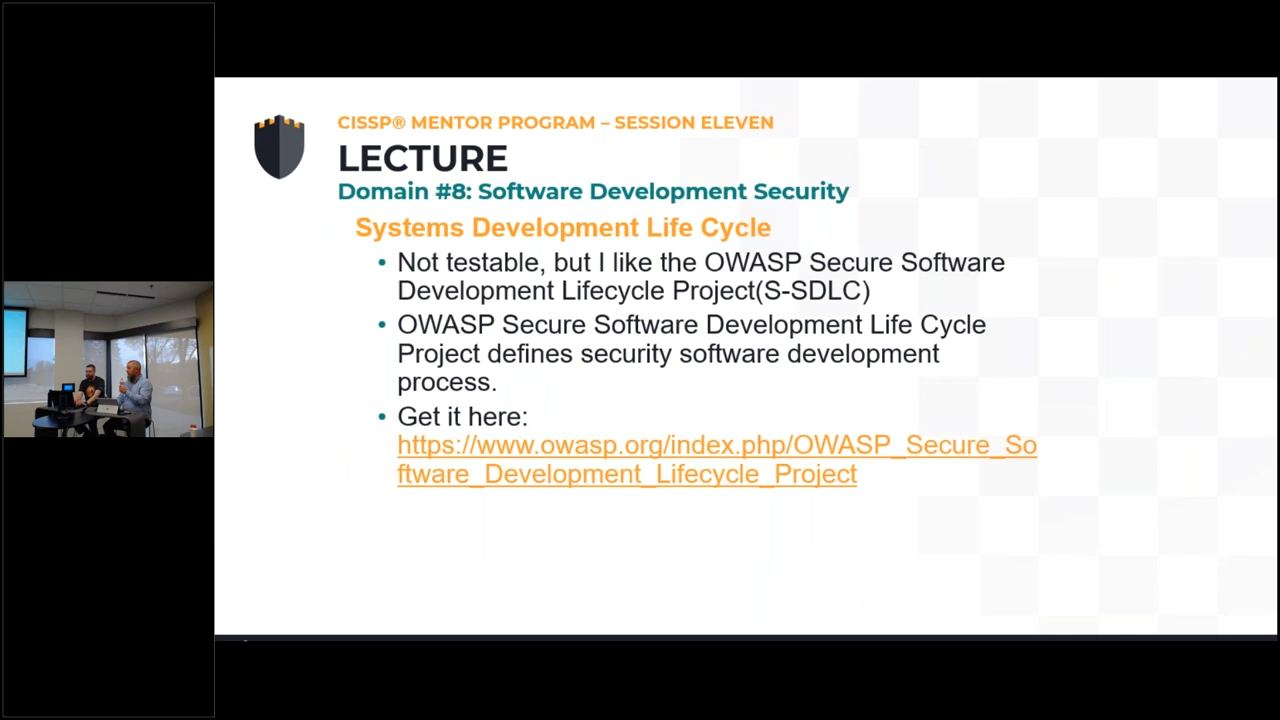 CISSP® MENTOR PROGRAM – SESSION ELEVEN
LECTURE
Domain #8: Software Development Security
Systems Development Life Cycle
• Not testable, but I like the OWASP Secure Software
Development Lifecycle Project(S-SDLC)
• OWASP Secure Software Development Life Cycle
Project defines security software development
process.
• Get it here:
https://www.owasp.org/index.php/OWASP_Secure_So
ftware_Development_Lifecycle_Project